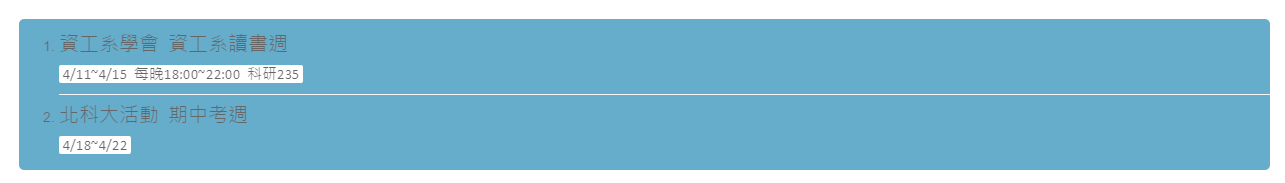 1. 資工系學會 資工系讀書週
4/11~4/15 每晚18:00~22:00 科研235
2. 北科大活動 期中考週
4/18~4/22